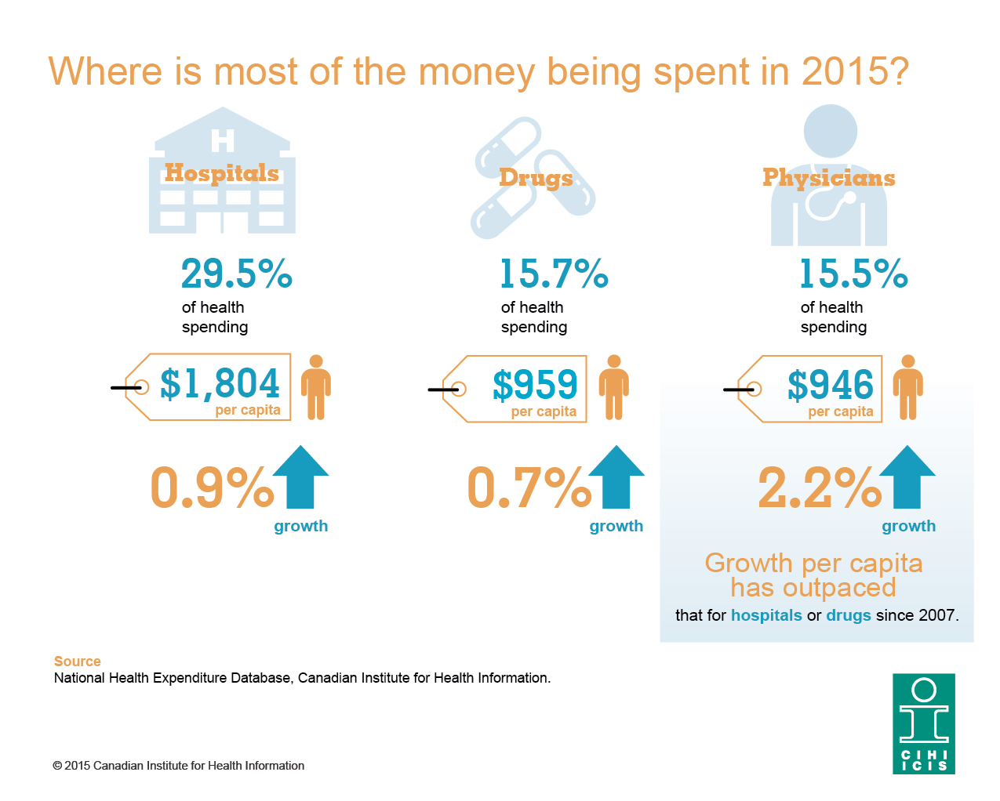 Where is most of the money being spent in 2015?
H
Hospitals
29.5%
of health
spending
$1,804
per capita
0.9%
growth
Drugs
15.7%
of health
spending
$959
per capita
0.7%
growth
Physicians
15.5%
of health
spending
$946
per capita
2.2%
growth
Growth per capita
has outpaced
that for hospitals or drugs since 2007.
Source
National Health Expenditure Database, Canadian Institute for Health Information.
© 2015 Canadian Institute for Health Information
CIHI
ICIS